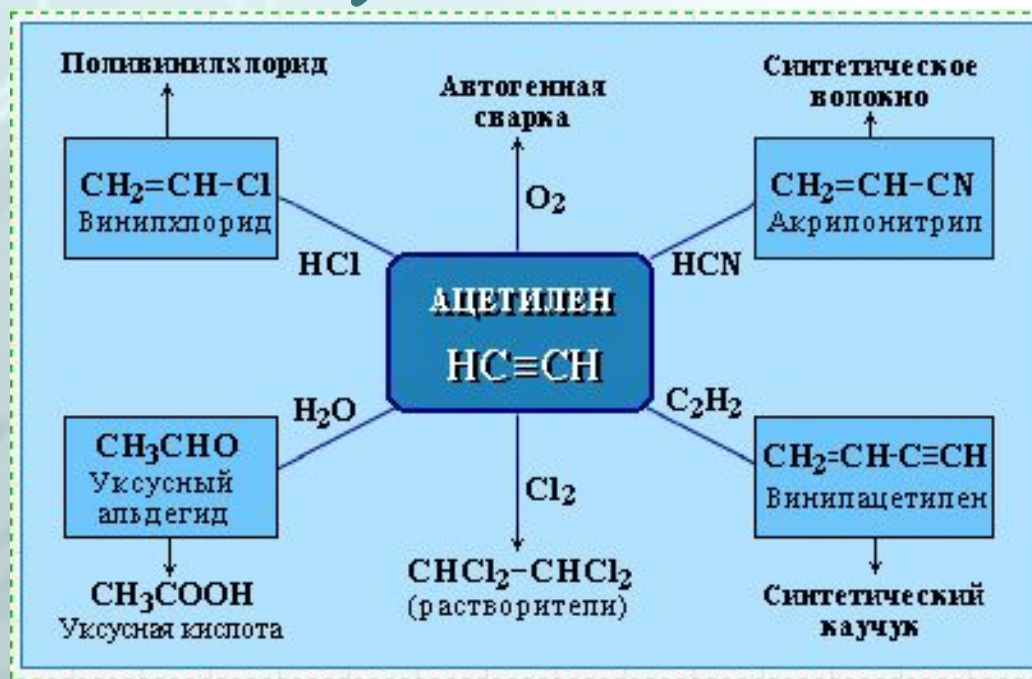 Поливинилхлорид
Автогенная
сварка
Синтетическое
волокно
CH₂=CH-Cl
Винилхлорид
O₂
CH₂=CH-CN
Акрилонитрил
HCl
HCN
АЦЕТИЛЕН
HC≡CH
H₂O
C₂H₂
CH₃CHO
Уксусный
альдегид
Cl₂
CH₂=CH-C≡CH
Винилацетилен
CH₃COOH
Уксусная кислота
CHCl₂-CHCl₂
(растворители)
Синтетический
каучук